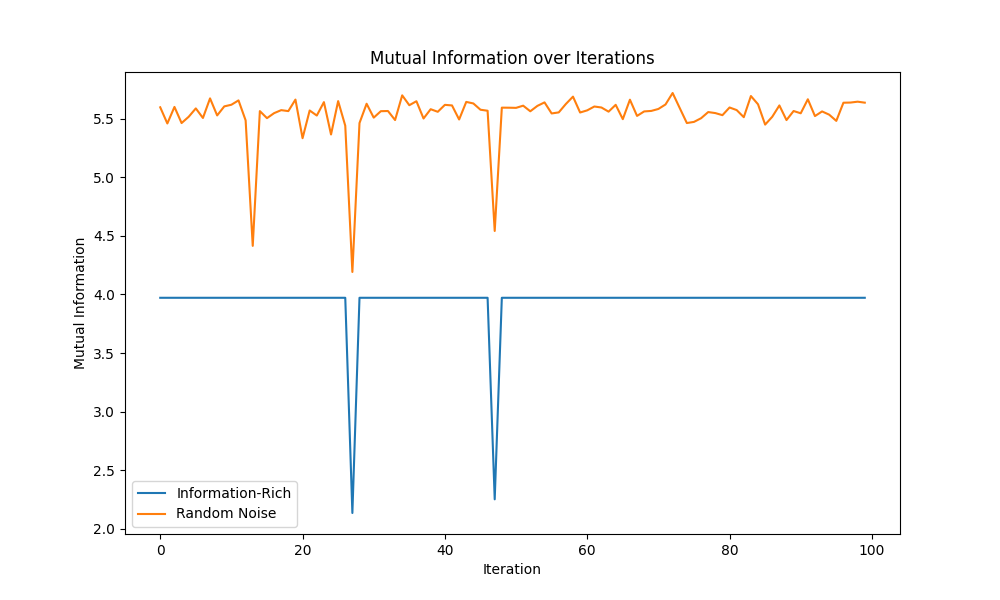 Mutual Information over Iterations
Mutual Information
5.5
5.0
4.5
4.0
3.5
3.0
2.5
2.0
Information-Rich
Random Noise
0 20 40 60 80 100
Iteration